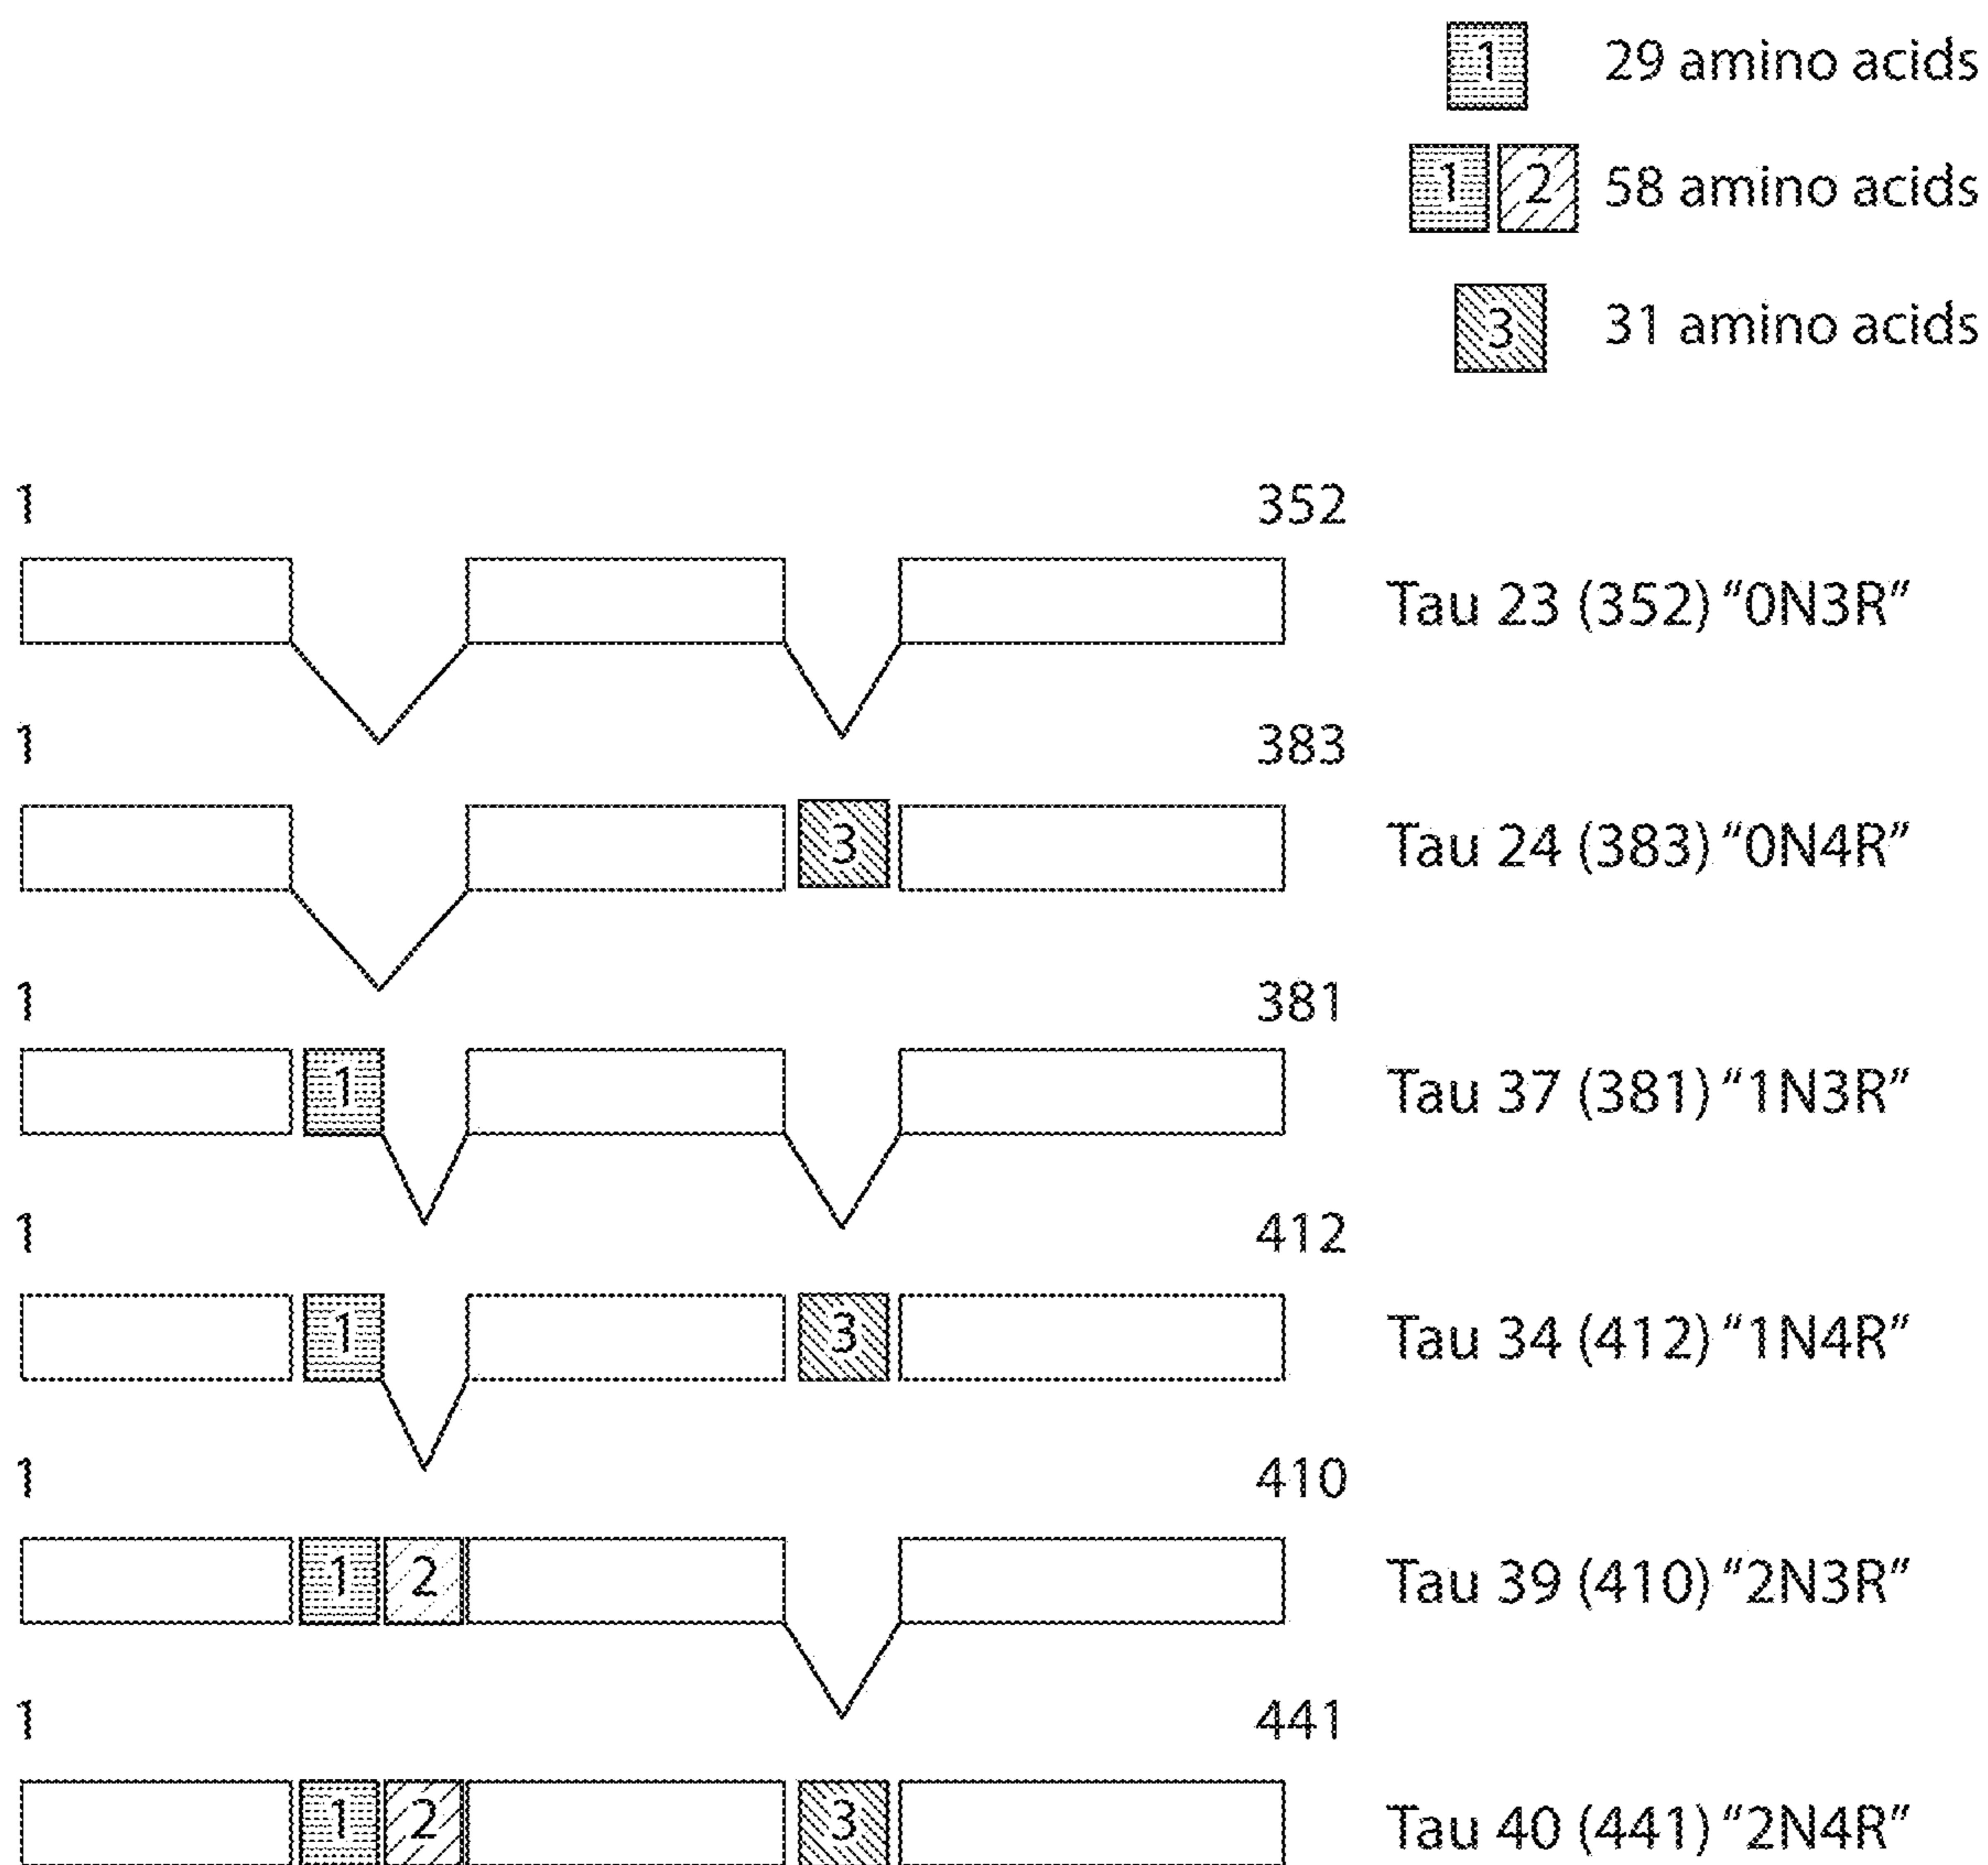 1 29 amino acids
1 2 58 amino acids
3 31 amino acids
1 352
Tau 23 (352) “0N3R”
1 383
3 Tau 24 (383) “0N4R”
1 381
1 Tau 37 (381) “1N3R”
1 412
1 3 Tau 34 (412) “1N4R”
1 410
1 2 Tau 39 (410) “2N3R”
1 441
1 2 3 Tau 40 (441) “2N4R”